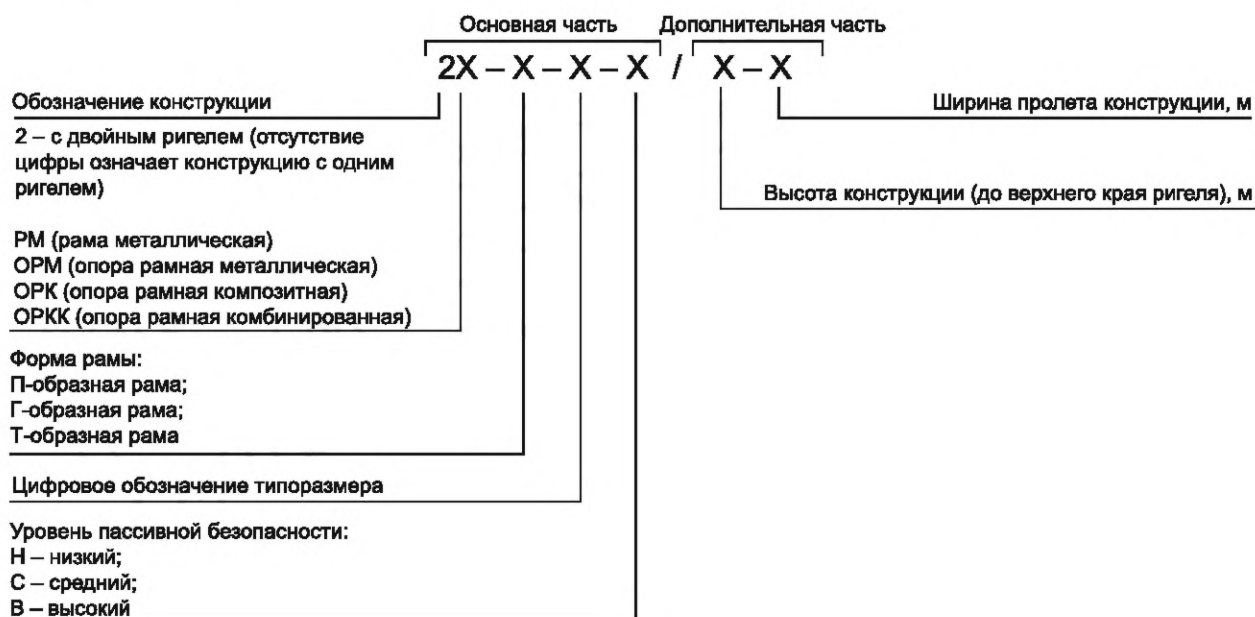 Основная часть Дополнительная часть
2Х – Х – Х – Х / Х – Х
Обозначение конструкции
Ширина пролета конструкции, м
2 – с двойным ригелем (отсутствие
цифры означает конструкцию с одним
ригелем)
Высота конструкции (до верхнего края ригеля), м
РМ (рама металлическая)
ОРМ (опора рамная металлическая)
ОРК (опора рамная композитная)
ОРКК (опора рамная комбинированная)
Форма рамы:
П-образная рама;
Г-образная рама;
Т-образная рама
Цифровое обозначение типоразмера
Уровень пассивной безопасности:
Н – низкий;
С – средний;
В – высокий